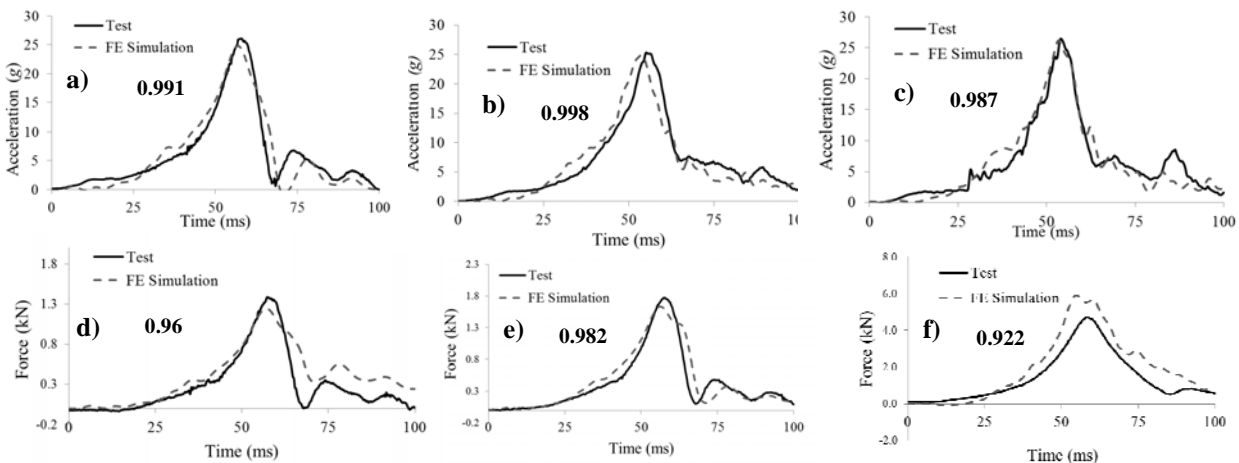 Test
FE Simulation
a)
0.991
Acceleration (g)
30
25
20
15
10
5
0
0 25 50 75 100
Time (ms)
Test
FE Simulation
b)
0.998
Acceleration (g)
30
25
20
15
10
5
0
0 25 50 75 100
Time (ms)
Test
FE Simulation
c)
0.987
Acceleration (g)
30
25
20
15
10
5
0
0 25 50 75 100
Time (ms)
Test
FE Simulation
d)
0.96
Force (kN)
1.8
1.3
0.8
0.3
-0.2
0 25 50 75 100
Time (ms)
Test
FE Simulation
e)
0.982
Force (kN)
2.3
1.8
1.3
0.8
0.3
-0.2
0 25 50 75 100
Time (ms)
Test
FE Simulation
f)
0.922
Force (kN)
8.0
6.0
4.0
2.0
0.0
-2.0
0 25 50 75 100
Time (ms)